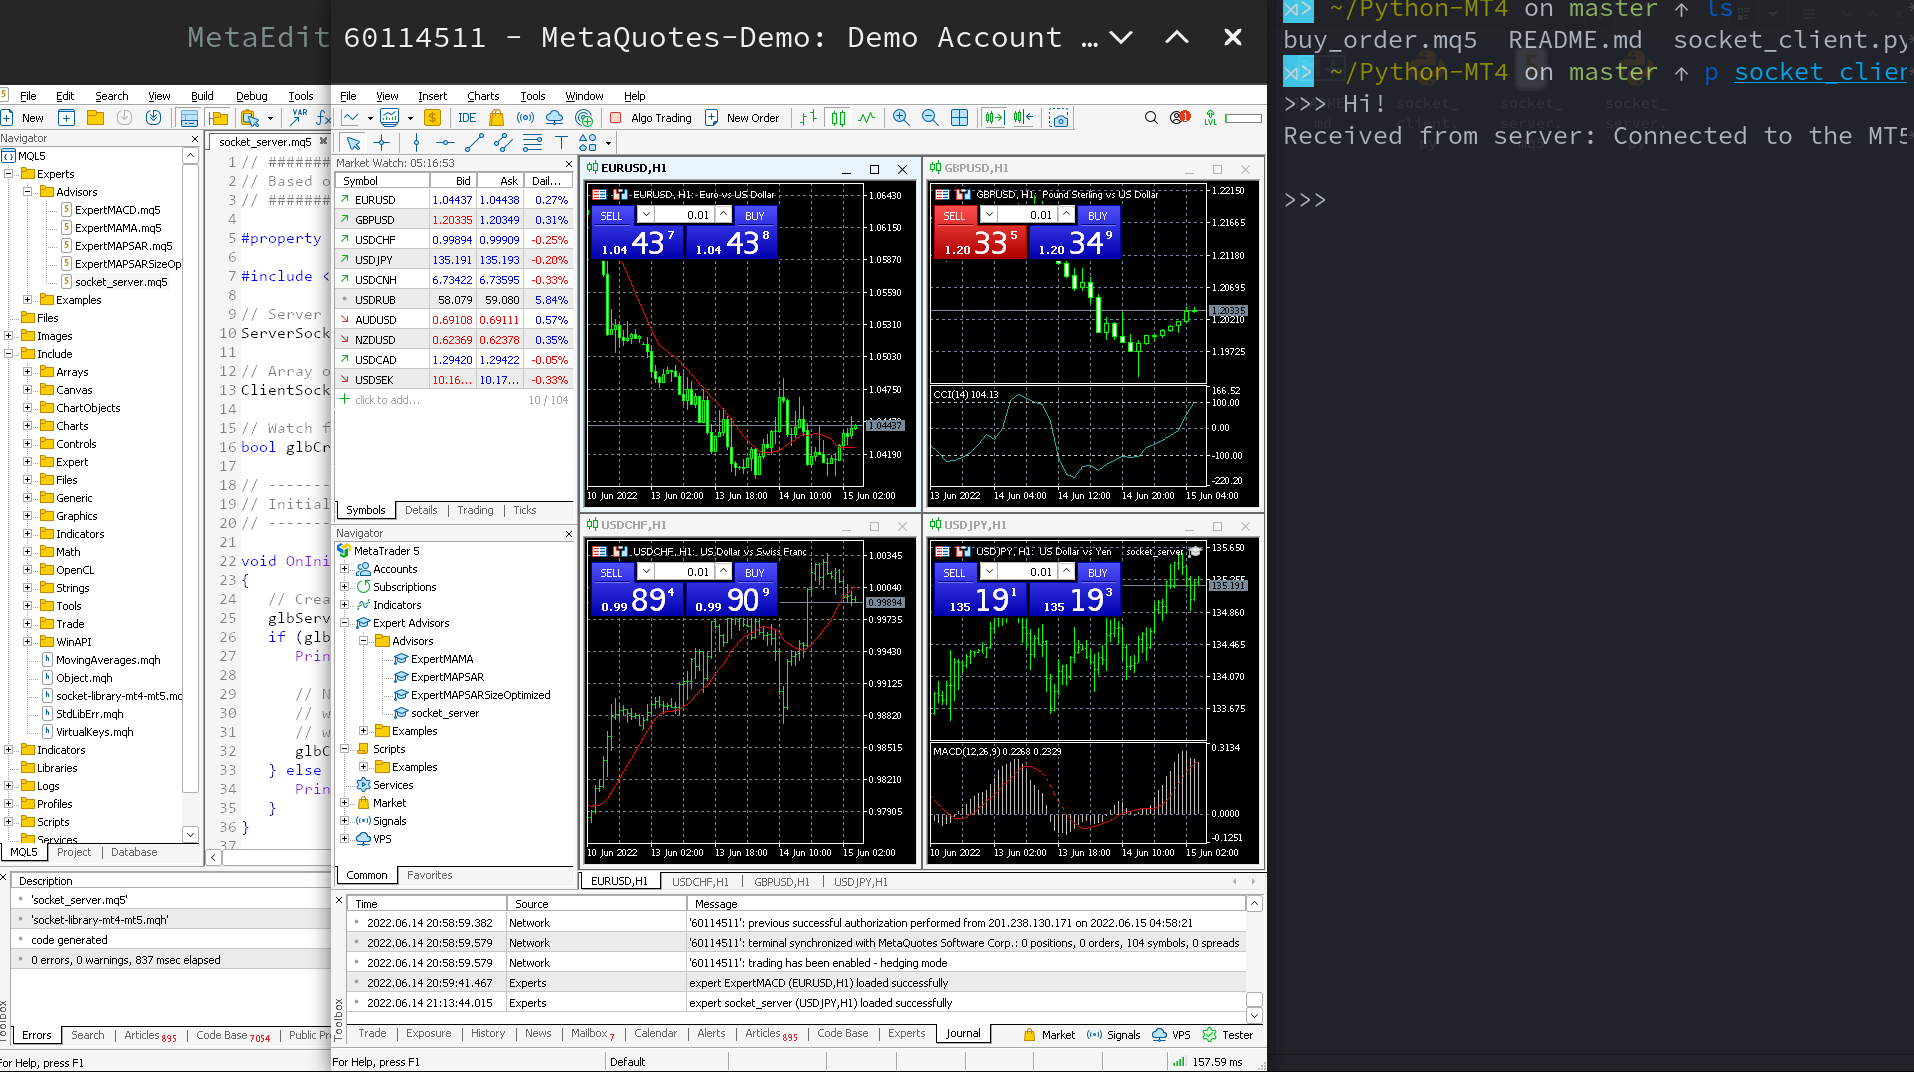 MetaEdit
File Edit Search View Build Debug Tools
New
VAR
Navigator
MQL5
Experts
Advisors
ExpertMACD.mq5
ExpertMAMA.mq5
ExpertMAPSAR.mq5
ExpertMAPSARSizeOp
socket_server.mq5
Examples
Files
Images
Include
Arrays
Canvas
ChartObjects
Charts
Controls
Expert
Files
Generic
Graphics
Indicators
Math
OpenCL
Strings
Tools
Trade
WinAPI
MovingAverages.mqh
Object.mqh
socket-library-mt4-mt5.mq
StdLibErr.mqh
VirtualKeys.mqh
Indicators
Libraries
Logs
Profiles
Scripts
Services
MQL5 Project Database
socket_server.mq5
1 // ########
2 // Based o
3 // ########
4
5 #property
6
7 #include <
8
9 // Server
10 ServerSock
11
12 // Array o
13 ClientSock
14
15 // Watch f
16 bool glbCr
17
18 // -------
19 // Initial
20 // -------
21
22 void OnIni
23 {
24 // Crea
25 glbServ
26 if (glb
27 Prin
28
29 // N
30 // w
31 // w
32 glbC
33 } else
34 Prin
35 }
36 }
37
Description
'socket_server.mq5'
'socket-library-mt4-mt5.mqh'
code generated
0 errors, 0 warnings, 837 msec elapsed
Errors Search Articles 895 Code Base 7054 Public Pr
For Help, press F1
60114511 - MetaQuotes-Demo: Demo Account …
File View Insert Charts Tools Window Help
IDE Algo Trading New Order 1 LVL
Market Watch: 05:16:53
Symbol Bid Ask Dail...
EURUSD 1.04437 1.04438 0.27%
GBPUSD 1.20335 1.20349 0.31%
USDCHF 0.99894 0.99909 -0.25%
USDJPY 135.191 135.193 -0.20%
USDCNH 6.73422 6.73595 -0.33%
USDRUB 58.079 59.080 5.84%
AUDUSD 0.69108 0.69111 0.57%
NZDUSD 0.62369 0.62378 0.35%
USDCAD 1.29420 1.29422 -0.05%
USDSEK 10.16... 10.17... -0.33%
click to add... 10 / 104
Symbols Details Trading Ticks
Navigator
MetaTrader 5
Accounts
Subscriptions
Indicators
Expert Advisors
Advisors
ExpertMAMA
ExpertMAPSAR
ExpertMAPSARSizeOptimized
socket_server
Examples
Scripts
Examples
Services
Market
Signals
VPS
Common Favorites
EURUSD,H1
EURUSD, H1: Euro vs US Dollar
SELL 0.01 BUY
1.04 43 7 1.04 43 8
1.06430
1.06150
1.05870
1.05590
1.05310
1.05030
1.04750
1.04437
1.04190
10 Jun 2022 13 Jun 02:00 13 Jun 18:00 14 Jun 10:00 15 Jun 02:00
GBPUSD,H1
GBPUSD, H1: Pound Sterling vs US Dollar
SELL 0.01 BUY
1.20 33 5 1.20 34 9
1.22150
1.21665
1.21180
1.20695
1.20335
1.20210
1.19725
CCI(14) 104.13
166.52
100.00
0.00
-100.00
-220.20
13 Jun 2022 14 Jun 04:00 14 Jun 12:00 14 Jun 20:00 15 Jun 04:00
USDCHF,H1
USDCHF, H1: US Dollar vs Swiss Franc
SELL 0.01 BUY
0.99 89 4 0.99 90 9
1.00345
1.00040
0.99894
0.99735
0.99430
0.99125
0.98820
0.98515
0.98210
0.97905
10 Jun 2022 13 Jun 02:00 13 Jun 18:00 14 Jun 10:00 15 Jun 02:00
USDJPY,H1
USDJPY, H1: US Dollar vs Yen socket_server
SELL 0.01 BUY
135 19 1 135 19 3
135.650
135.255
135.191
134.860
134.465
134.070
133.675
MACD(12,26,9) 0.2268 0.2329
0.3134
0.0000
-0.1251
10 Jun 2022 13 Jun 02:00 13 Jun 18:00 14 Jun 10:00 15 Jun 02:00
EURUSD,H1 USDCHF,H1 GBPUSD,H1 USDJPY,H1
Time Source Message
2022.06.14 20:58:59.382 Network '60114511': previous successful authorization performed from 201.238.130.171 on 2022.06.15 04:58:21
2022.06.14 20:58:59.579 Network '60114511': terminal synchronized with MetaQuotes Software Corp.: 0 positions, 0 orders, 104 symbols, 0 spreads
2022.06.14 20:58:59.579 Network '60114511': trading has been enabled - hedging mode
2022.06.14 20:59:41.467 Experts expert ExpertMACD (EURUSD,H1) loaded successfully
2022.06.14 21:13:44.015 Experts expert socket_server (USDJPY,H1) loaded successfully
Toolbox
Trade Exposure History News Mailbox 7 Calendar Alerts Articles 895 Code Base Experts Journal Market Signals VPS Tester
For Help, press F1 Default 157.59 ms
~/Python-MT4 on master ↑ ls
buy_order.mq5 README.md socket_client.py
~/Python-MT4 on master ↑ p socket_clien
>>> Hi!
Received from server: Connected to the MT5
>>>